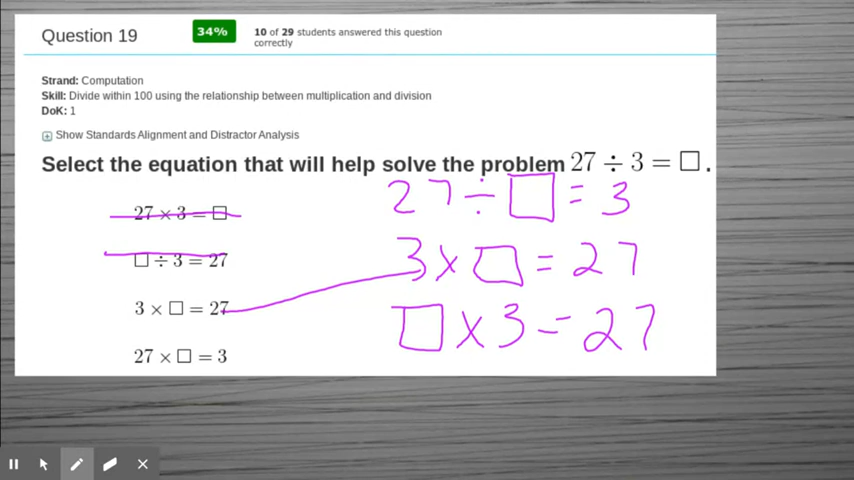 Question 19
34%
10 of 29 students answered this question
correctly
Strand: Computation
Skill: Divide within 100 using the relationship between multiplication and division
DoK: 1
Show Standards Alignment and Distractor Analysis
Select the equation that will help solve the problem 27 ÷ 3 = □.
27 × 3 = □
□ ÷ 3 = 27
3 × □ = 27
27 × □ = 3
27 ÷ □ = 3
3 × □ = 27
□ × 3 = 27